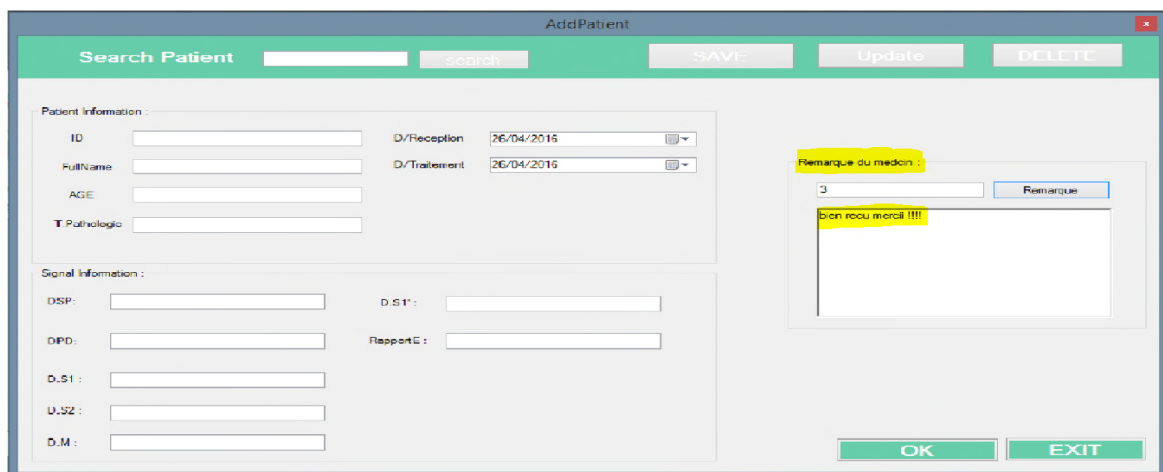 AddPatient
x
Search Patient search SAVE Update DELETE
Patient Information :
ID
FullName
AGE
T.Pathologie
D/Reception 26/04/2016
D/Traitement 26/04/2016
Remarque du medcin :
3 Remarque
bien recu mercii !!!!
Signal Information :
DSP:
DPD:
D.S1 :
D.S2 :
D.M :
D.S1' :
RapportE :
OK EXIT